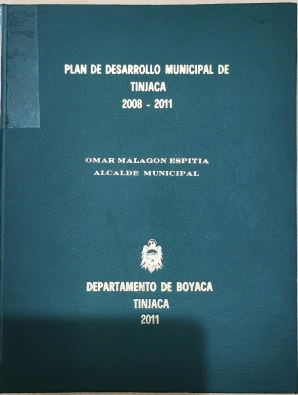 PLAN DE DESARROLLO MUNICIPAL DE
TINJACA
2008 - 2011
OMAR MALAGON ESPITIA
ALCALDE MUNICIPAL
DEPARTAMENTO DE BOYACA
TINJACA
2011